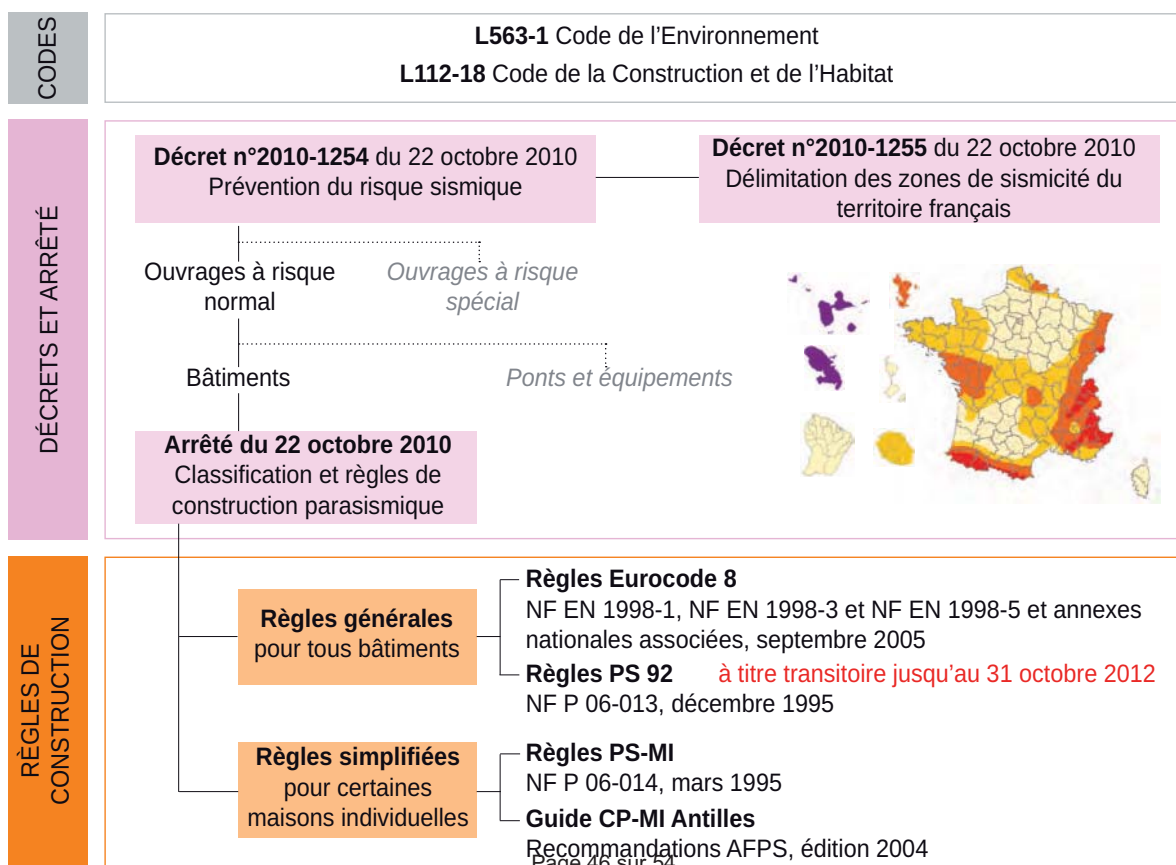 CODES
L563-1 Code de l'Environnement
L112-18 Code de la Construction et de l'Habitat
DÉCRETS ET ARRÊTÉ
Décret n°2010-1254 du 22 octobre 2010
Prévention du risque sismique
Décret n°2010-1255 du 22 octobre 2010
Délimitation des zones de sismicité du
territoire français
Ouvrages à risque
normal
Ouvrages à risque
spécial
Bâtiments
Ponts et équipements
Arrêté du 22 octobre 2010
Classification et règles de
construction parasismique
RÈGLES DE
CONSTRUCTION
Règles générales
pour tous bâtiments
Règles Eurocode 8
NF EN 1998-1, NF EN 1998-3 et NF EN 1998-5 et annexes
nationales associées, septembre 2005
Règles PS 92 à titre transitoire jusqu'au 31 octobre 2012
NF P 06-013, décembre 1995
Règles simplifiées
pour certaines
maisons individuelles
Règles PS-MI
NF P 06-014, mars 1995
Guide CP-MI Antilles
Recommandations AFPS, édition 2004
Page 46 sur 54